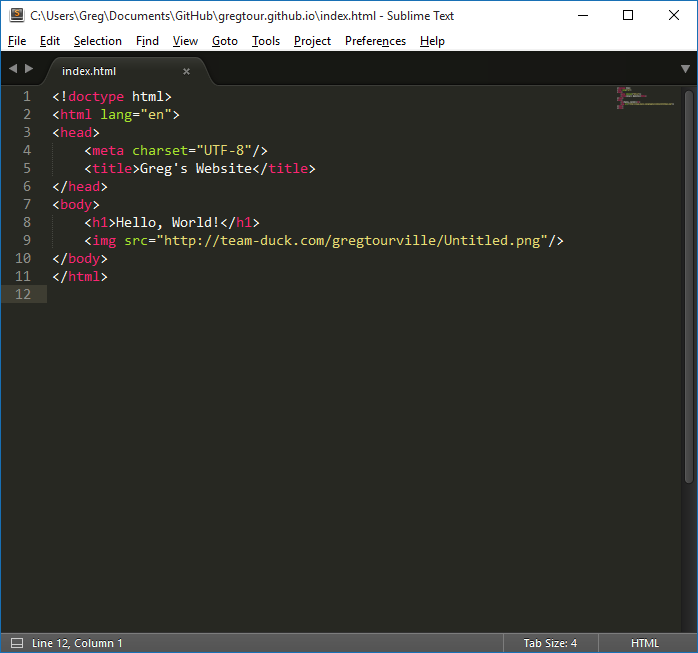 C:\Users\Greg\Documents\GitHub\gregtour.github.io\index.html - Sublime Text
File Edit Selection Find View Goto Tools Project Preferences Help
index.html
1 <!doctype html>
2 <html lang="en">
3 <head>
4     <meta charset="UTF-8"/>
5     <title>Greg's Website</title>
6 </head>
7 <body>
8     <h1>Hello, World!</h1>
9     <img src="http://team-duck.com/gregtourville/Untitled.png"/>
10 </body>
11 </html>
12
Line 12, Column 1 Tab Size: 4 HTML